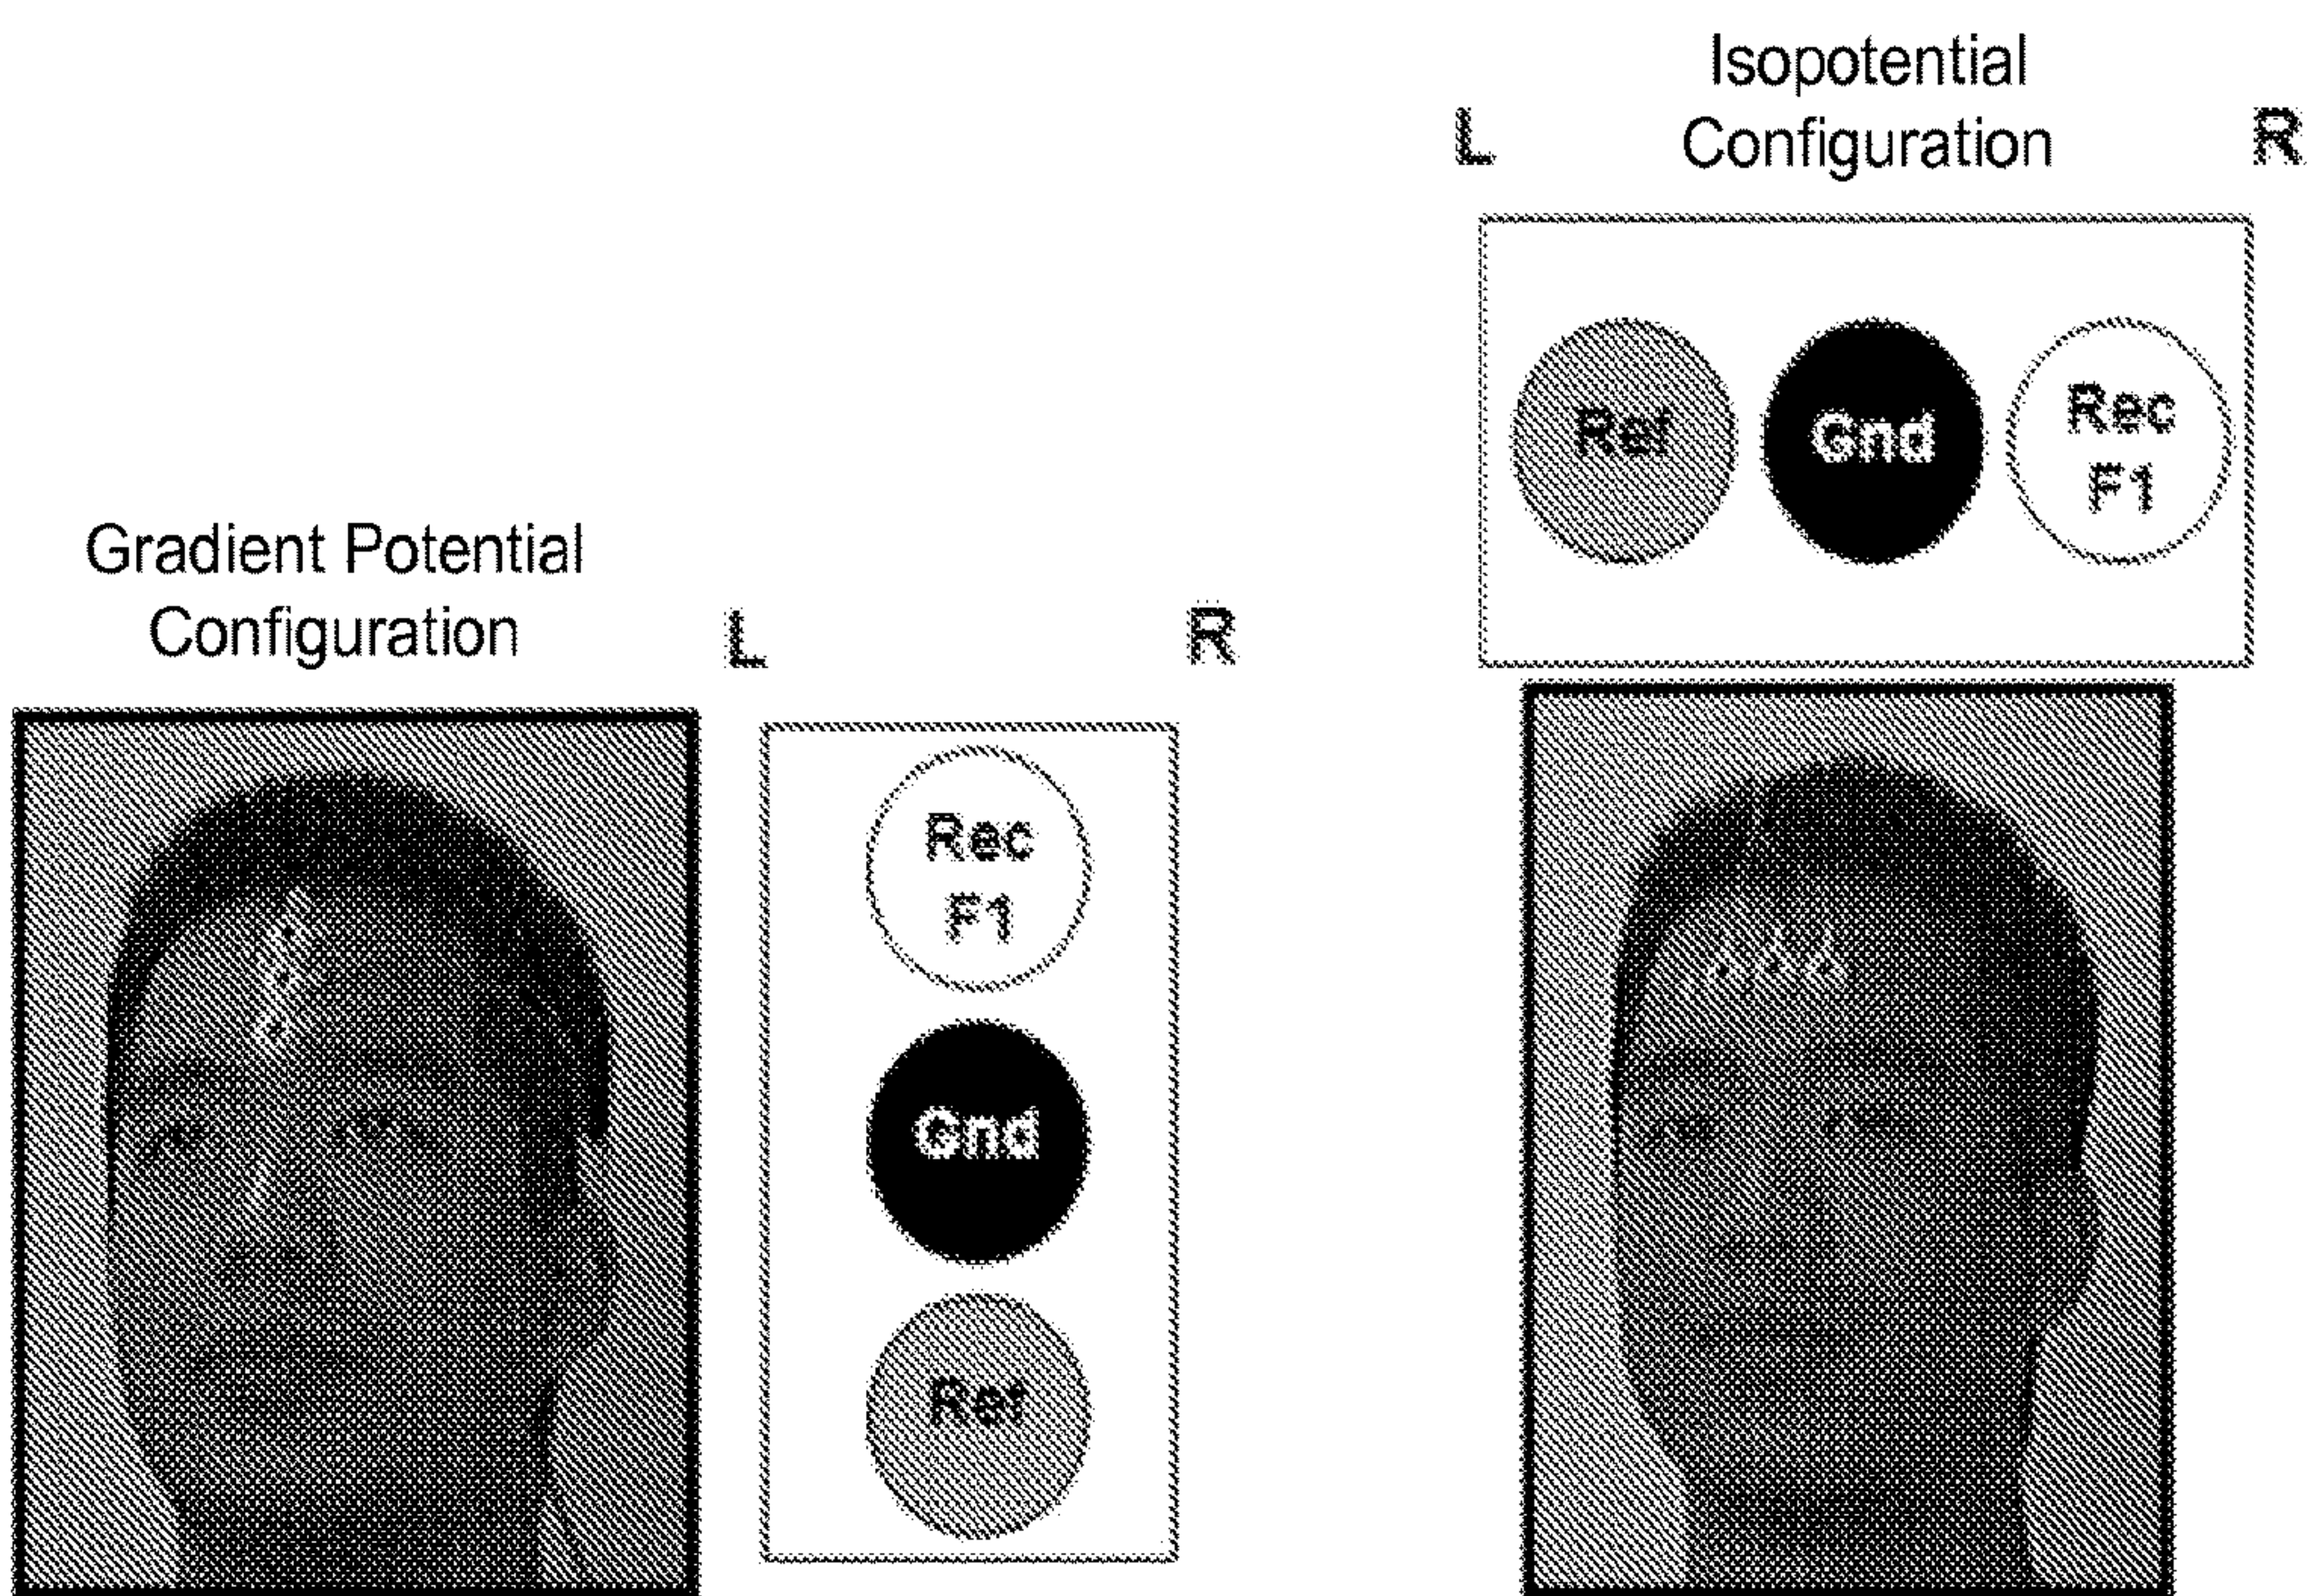 Gradient Potential
Configuration
L
R
Rec
F1
Gnd
Ref
Isopotential
Configuration
L
R
Ref
Gnd
Rec
F1